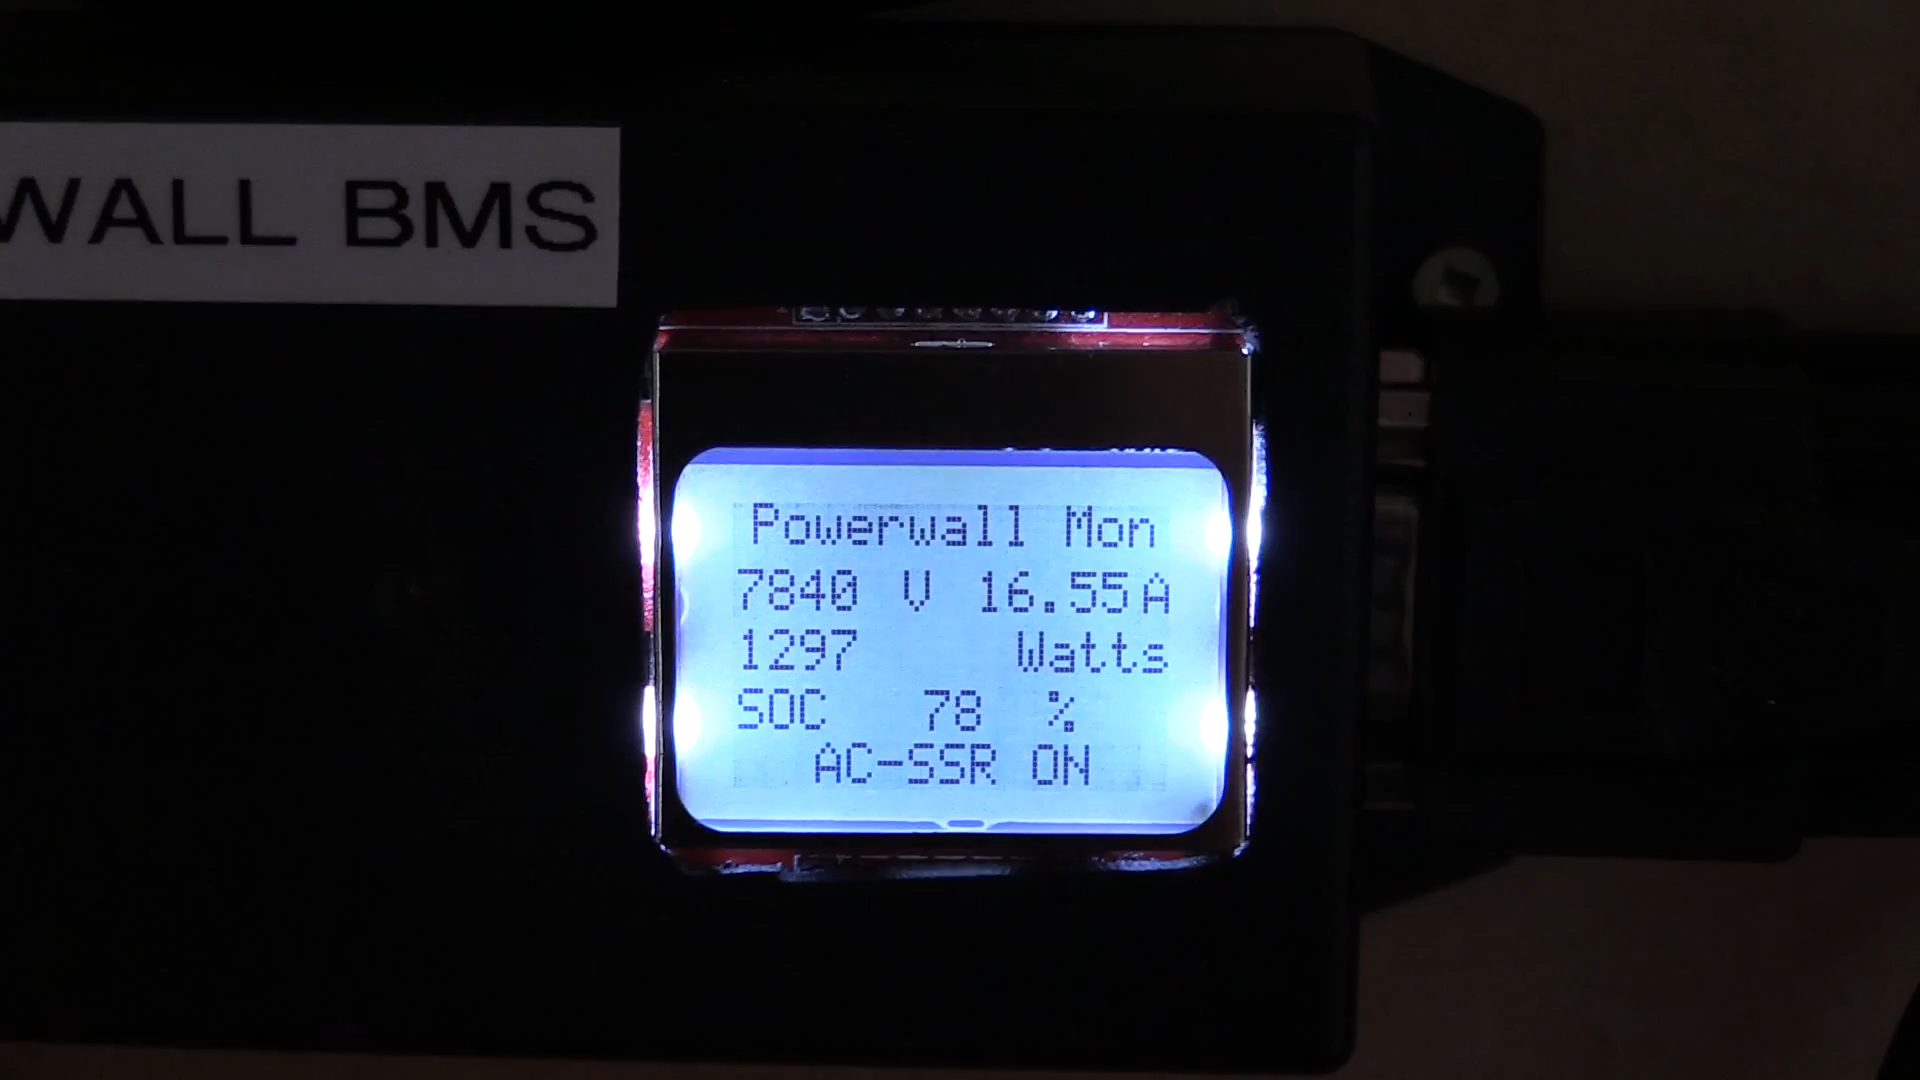 WALL BMS
Powerwall Mon
7840 V 16.55A
1297 Watts
SOC 78 %
AC-SSR ON